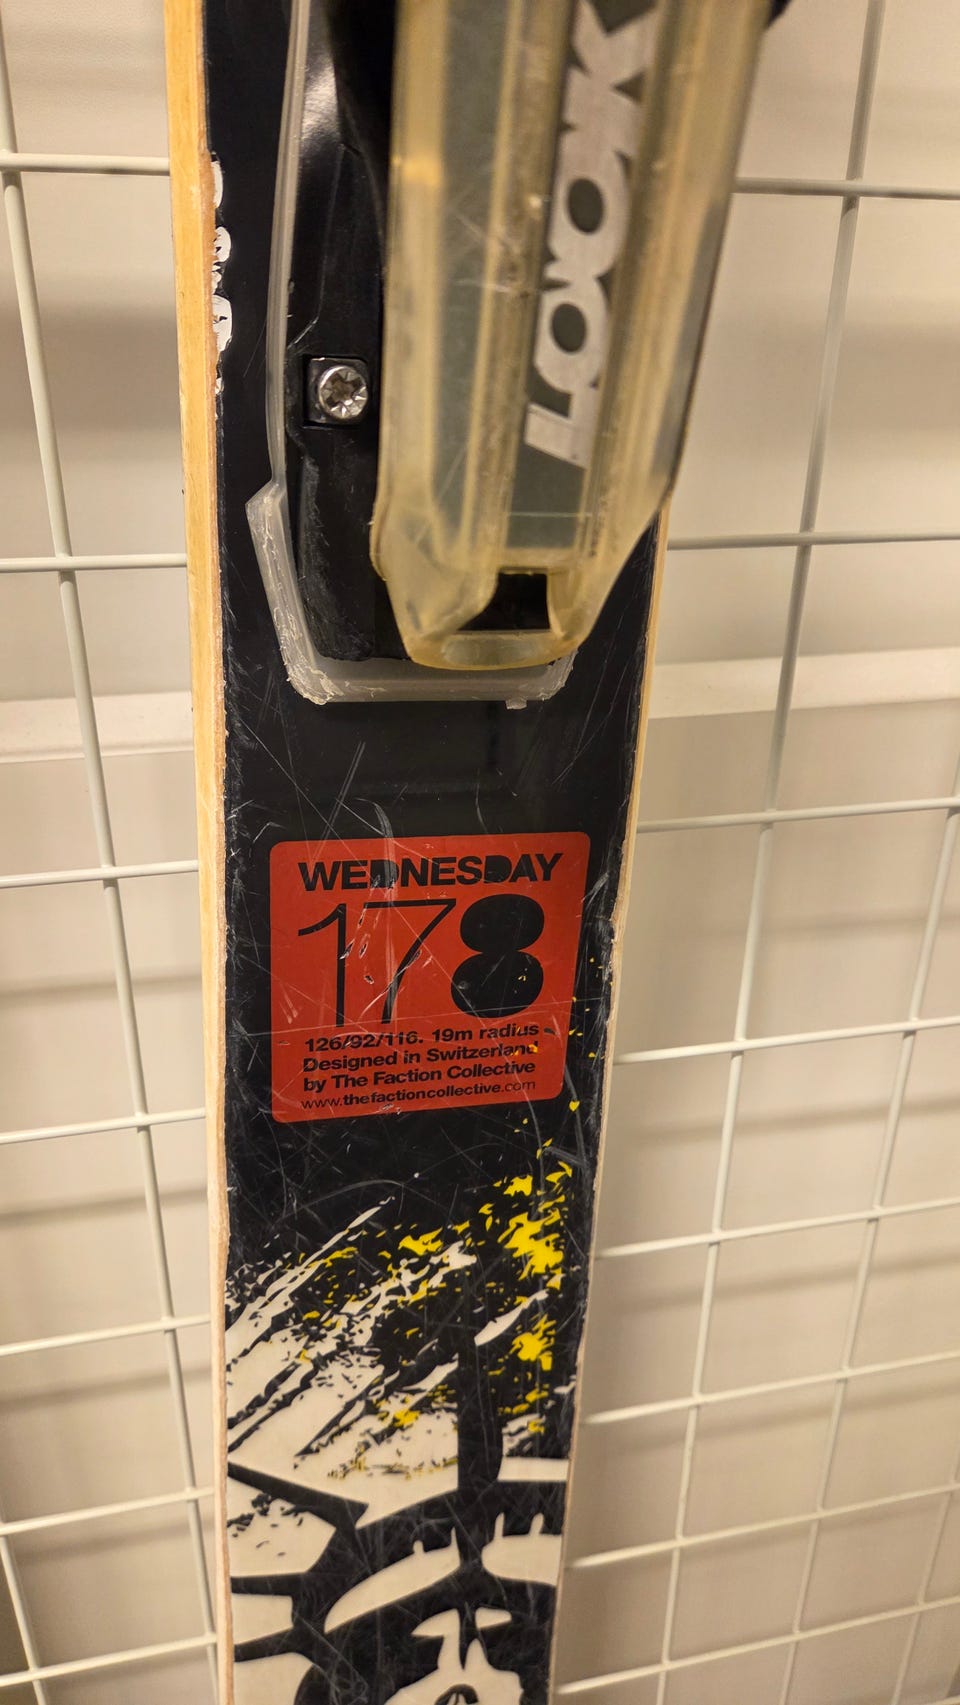 LOOK
WEDNESDAY
178
126/92/116. 19m radius
Designed in Switzerland
by The Faction Collective
www.thefactioncollective.com